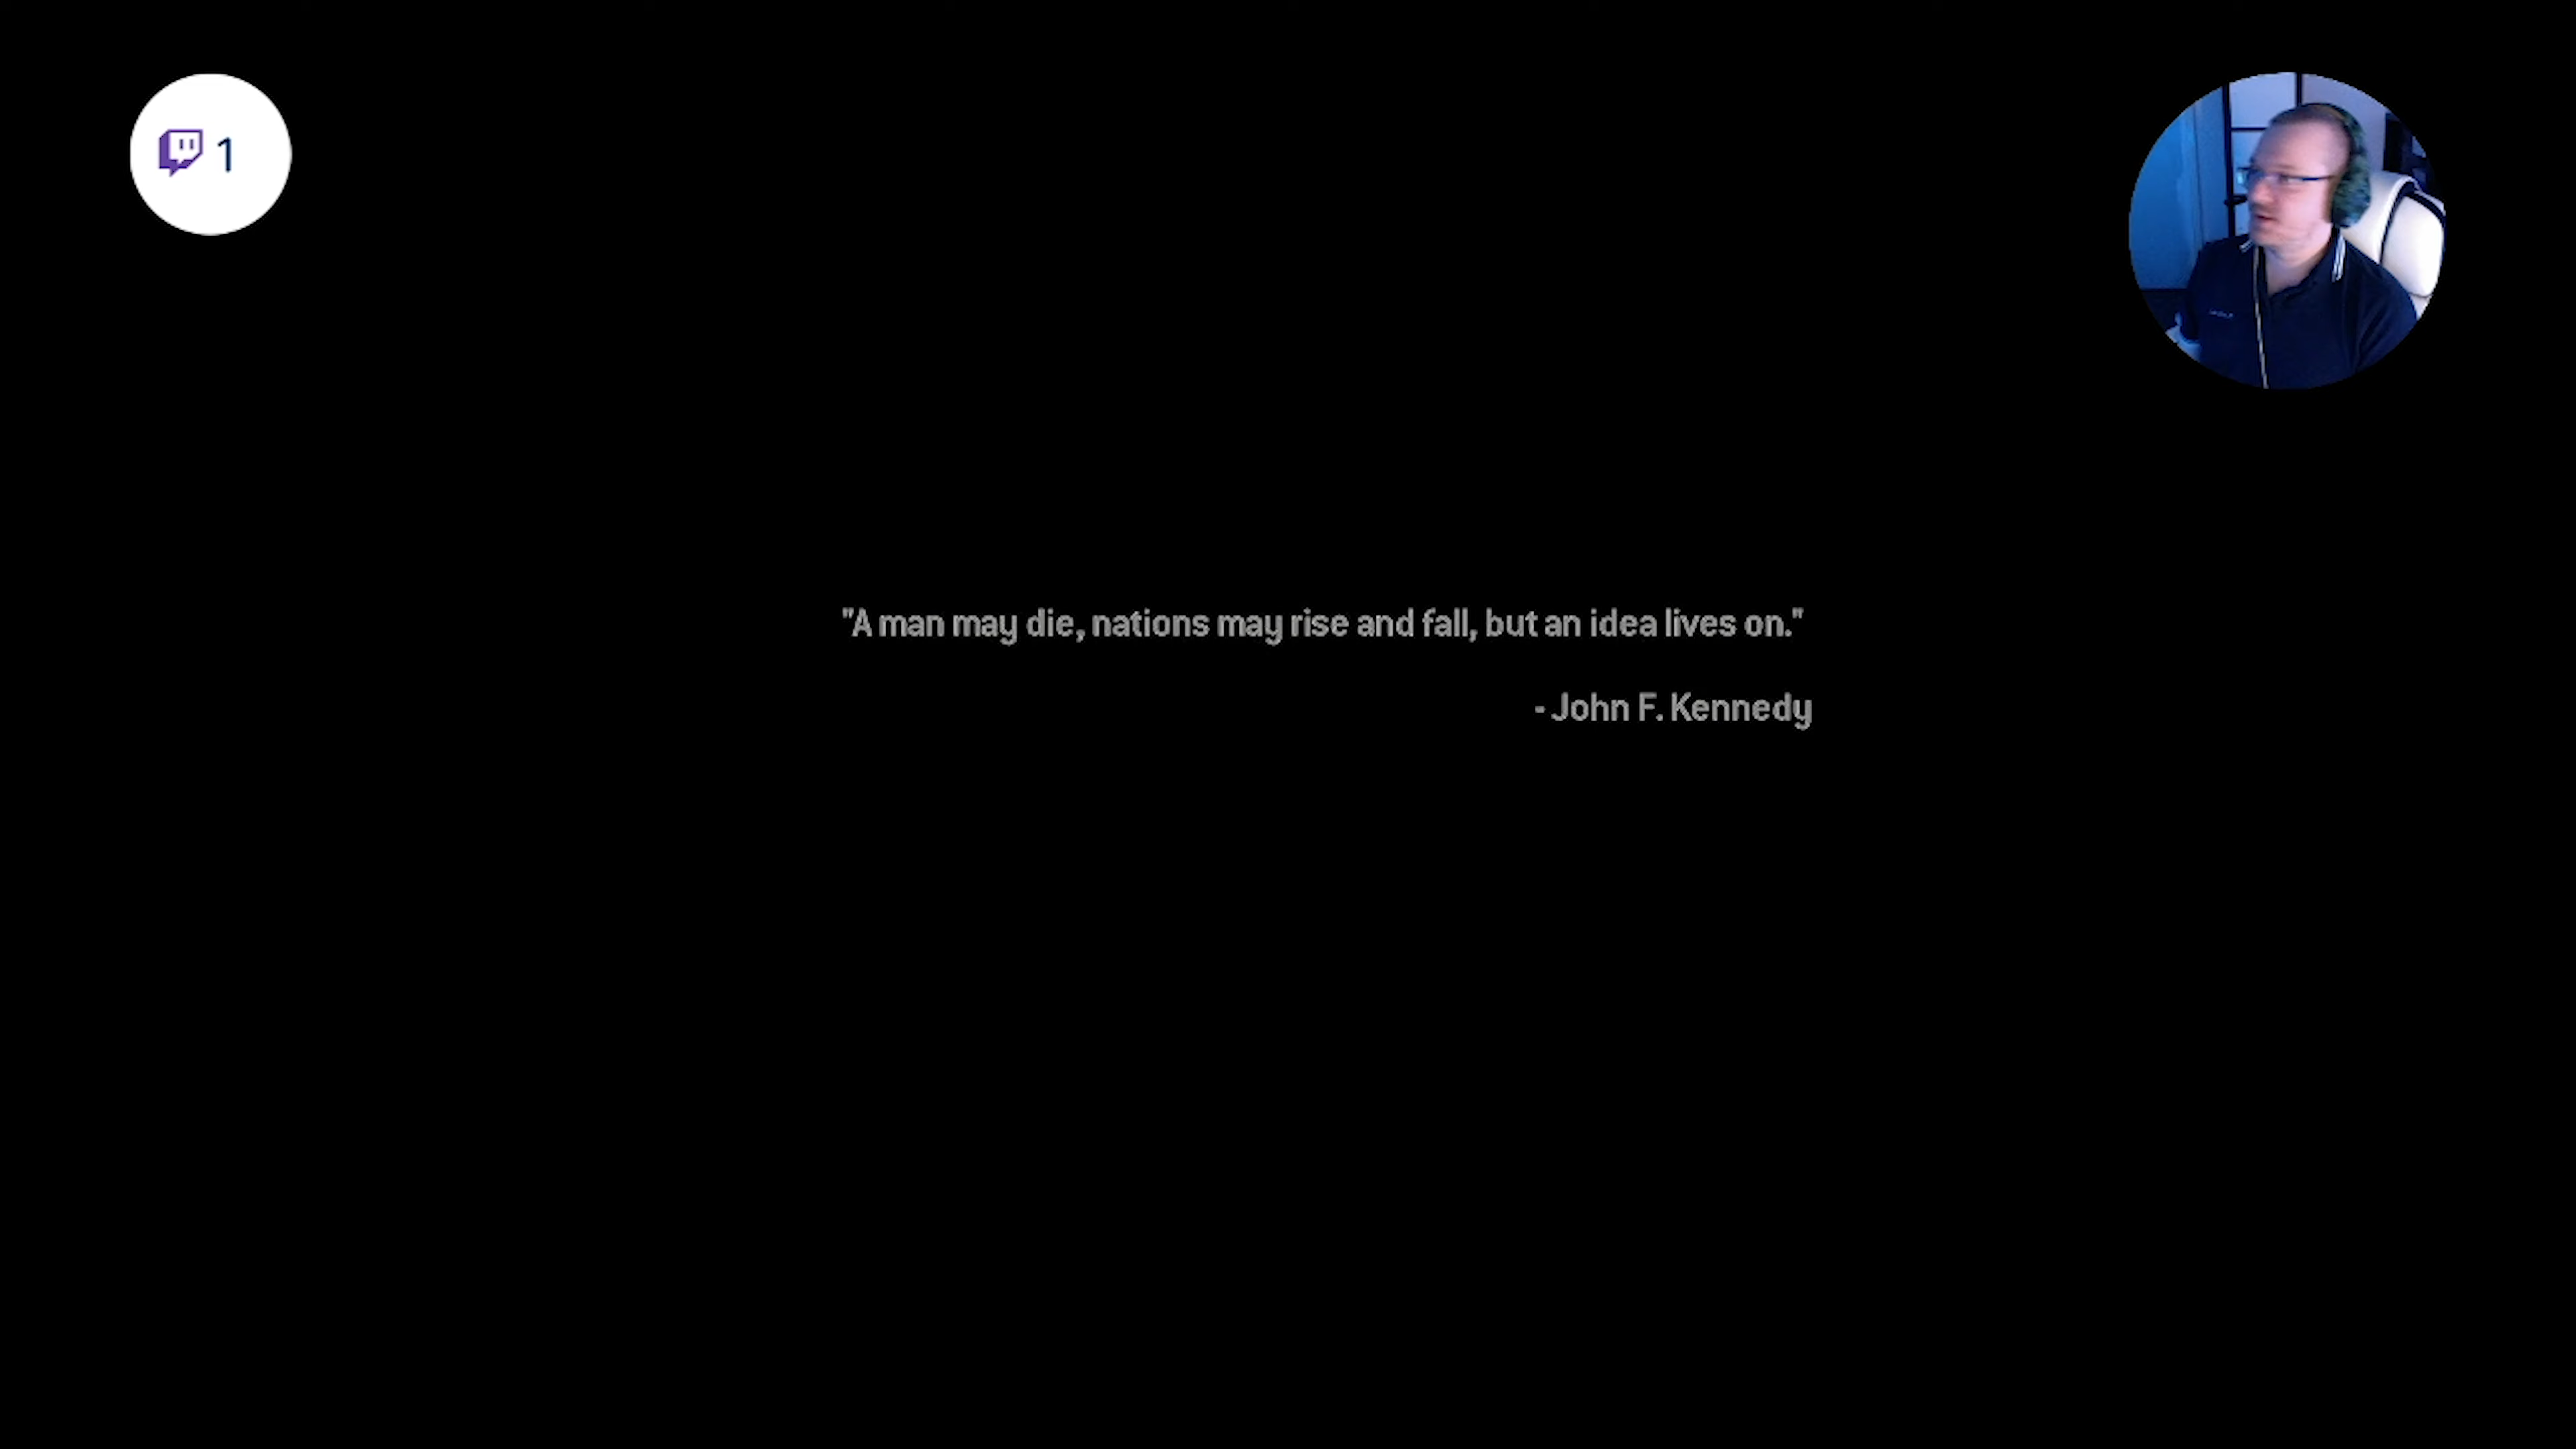 1
"A man may die, nations may rise and fall, but an idea lives on."
- John F. Kennedy